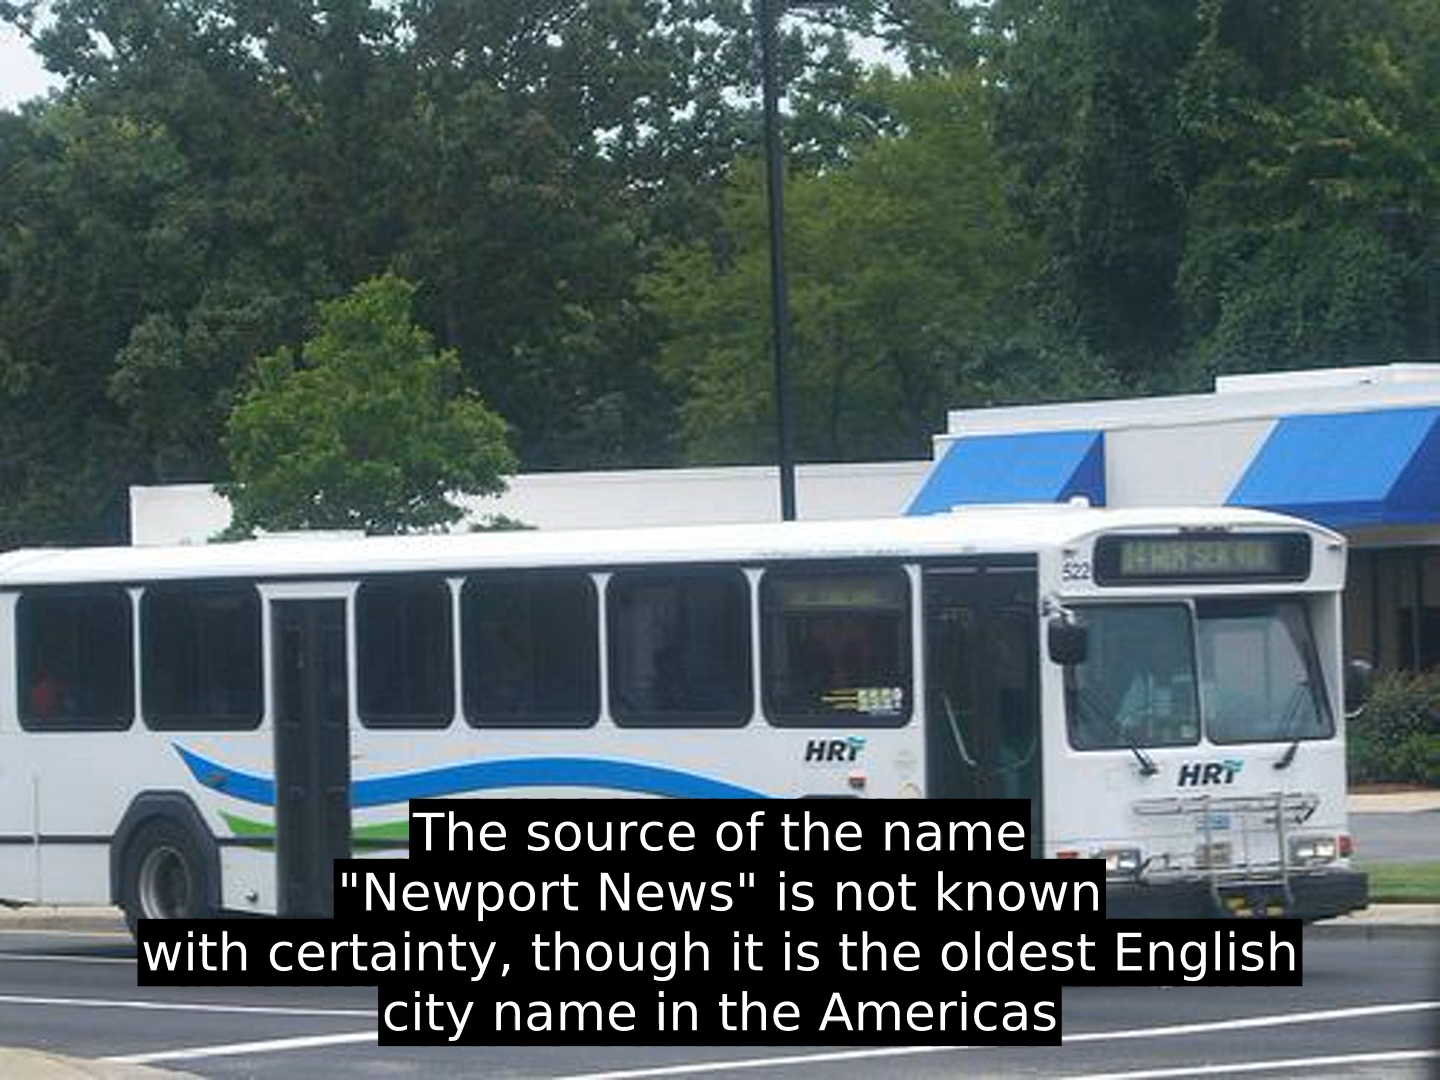 522
HRT
HRT
The source of the name
"Newport News" is not known
with certainty, though it is the oldest English
city name in the Americas